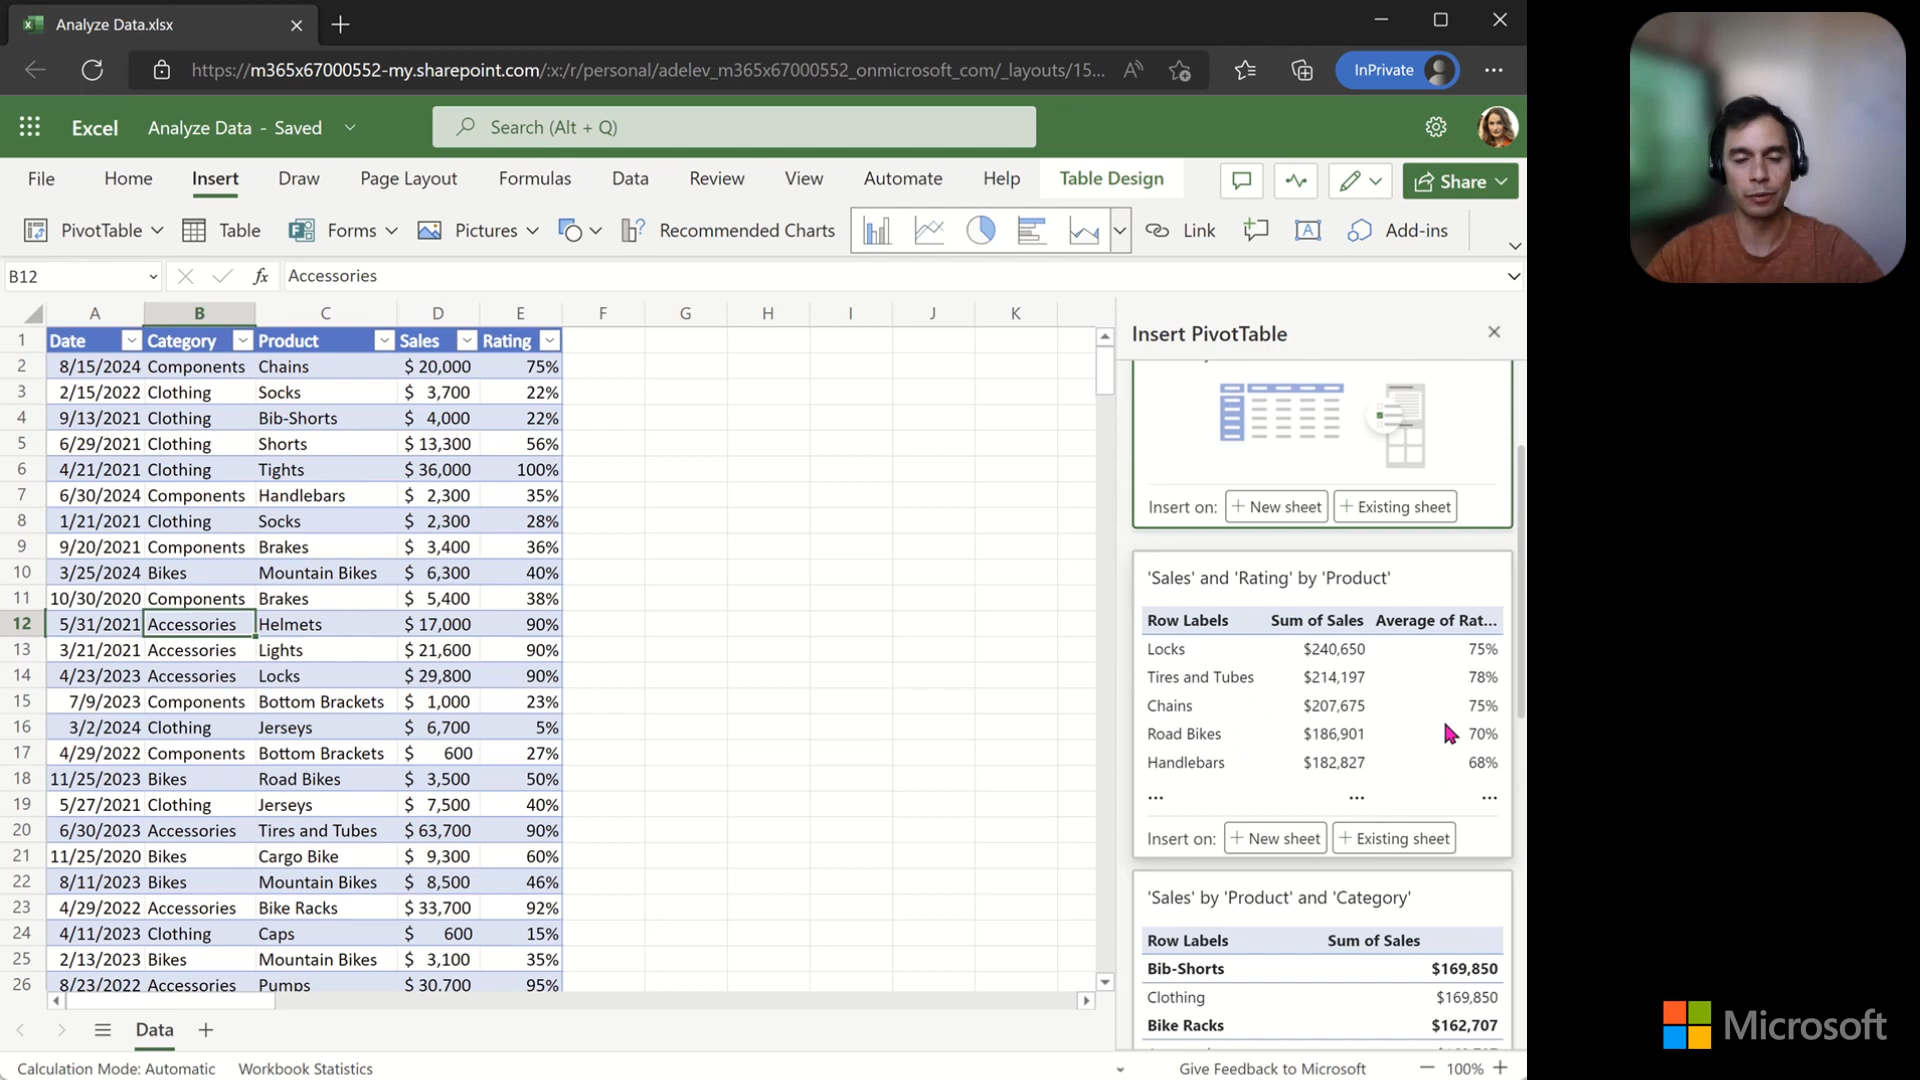 Analyze Data.xlsx
https://m365x67000552-my.sharepoint.com/:x:/r/personal/adelev_m365x67000552_onmicrosoft_com/_layouts/15...
InPrivate
Excel
Analyze Data - Saved
Search (Alt + Q)
File Home Insert Draw Page Layout Formulas Data Review View Automate Help Table Design Share
PivotTable Table Forms Pictures Recommended Charts Link Add-ins
B12 fx Accessories
A B C D E F G H I J K
1 Date Category Product Sales Rating
2 8/15/2024 Components Chains $ 20,000 75%
3 2/15/2022 Clothing Socks $ 3,700 22%
4 9/13/2021 Clothing Bib-Shorts $ 4,000 22%
5 6/29/2021 Clothing Shorts $ 13,300 56%
6 4/21/2021 Clothing Tights $ 36,000 100%
7 6/30/2024 Components Handlebars $ 2,300 35%
8 1/21/2021 Clothing Socks $ 2,300 28%
9 9/20/2021 Components Brakes $ 3,400 36%
10 3/25/2024 Bikes Mountain Bikes $ 6,300 40%
11 10/30/2020 Components Brakes $ 5,400 38%
12 5/31/2021 Accessories Helmets $ 17,000 90%
13 3/21/2021 Accessories Lights $ 21,600 90%
14 4/23/2023 Accessories Locks $ 29,800 90%
15 7/9/2023 Components Bottom Brackets $ 1,000 23%
16 3/2/2024 Clothing Jerseys $ 6,700 5%
17 4/29/2022 Components Bottom Brackets $ 600 27%
18 11/25/2023 Bikes Road Bikes $ 3,500 50%
19 5/27/2021 Clothing Jerseys $ 7,500 40%
20 6/30/2023 Accessories Tires and Tubes $ 63,700 90%
21 11/25/2020 Bikes Cargo Bike $ 9,300 60%
22 8/11/2023 Bikes Mountain Bikes $ 8,500 46%
23 4/29/2022 Accessories Bike Racks $ 33,700 92%
24 4/11/2023 Clothing Caps $ 600 15%
25 2/13/2023 Bikes Mountain Bikes $ 3,100 35%
26 8/23/2022 Accessories Pumps $ 30,700 95%
Insert PivotTable
Insert on: + New sheet + Existing sheet
'Sales' and 'Rating' by 'Product'
Row Labels Sum of Sales Average of Rat...
Locks $240,650 75%
Tires and Tubes $214,197 78%
Chains $207,675 75%
Road Bikes $186,901 70%
Handlebars $182,827 68%
... ... ...
Insert on: + New sheet + Existing sheet
'Sales' by 'Product' and 'Category'
Row Labels Sum of Sales
Bib-Shorts $169,850
Clothing $169,850
Bike Racks $162,707
Data
Calculation Mode: Automatic Workbook Statistics
Give Feedback to Microsoft 100%
Microsoft